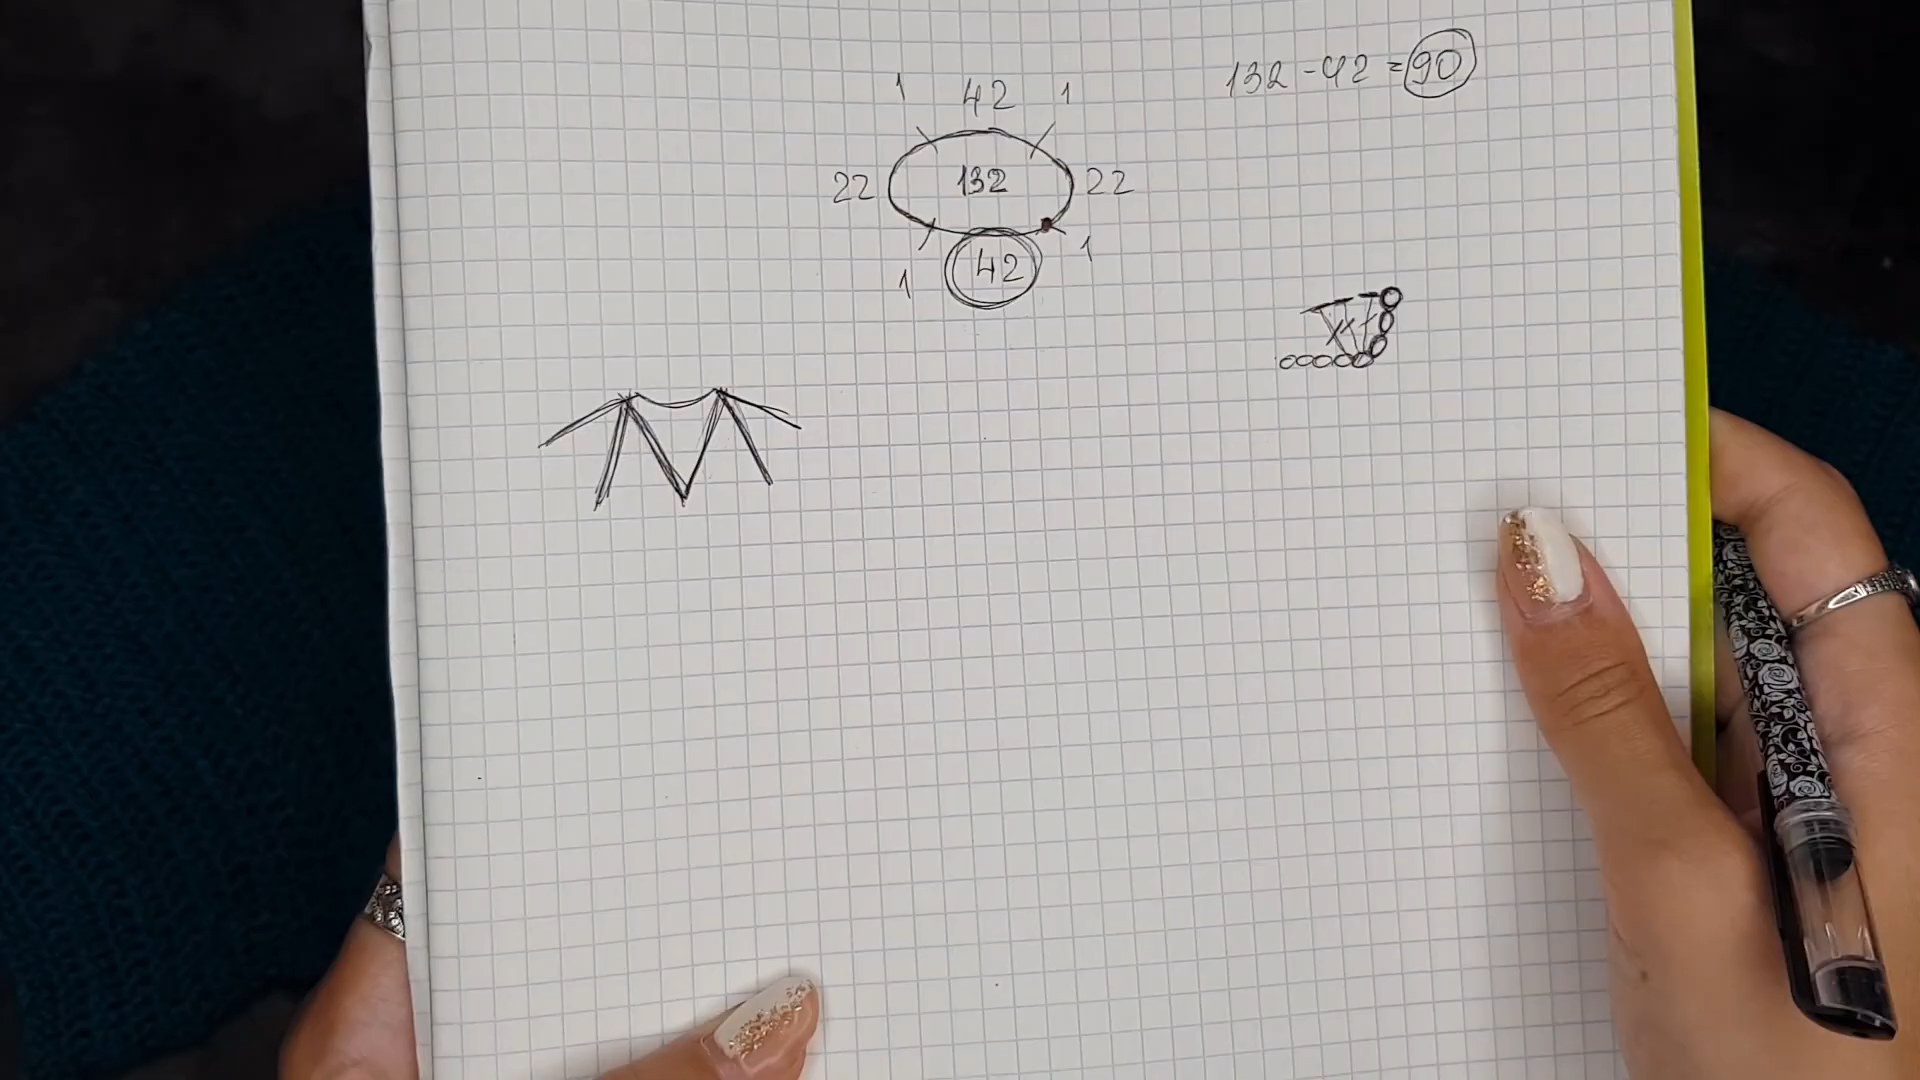 132 - 42 = 90
1 42 1
22 132 22
1 42 1